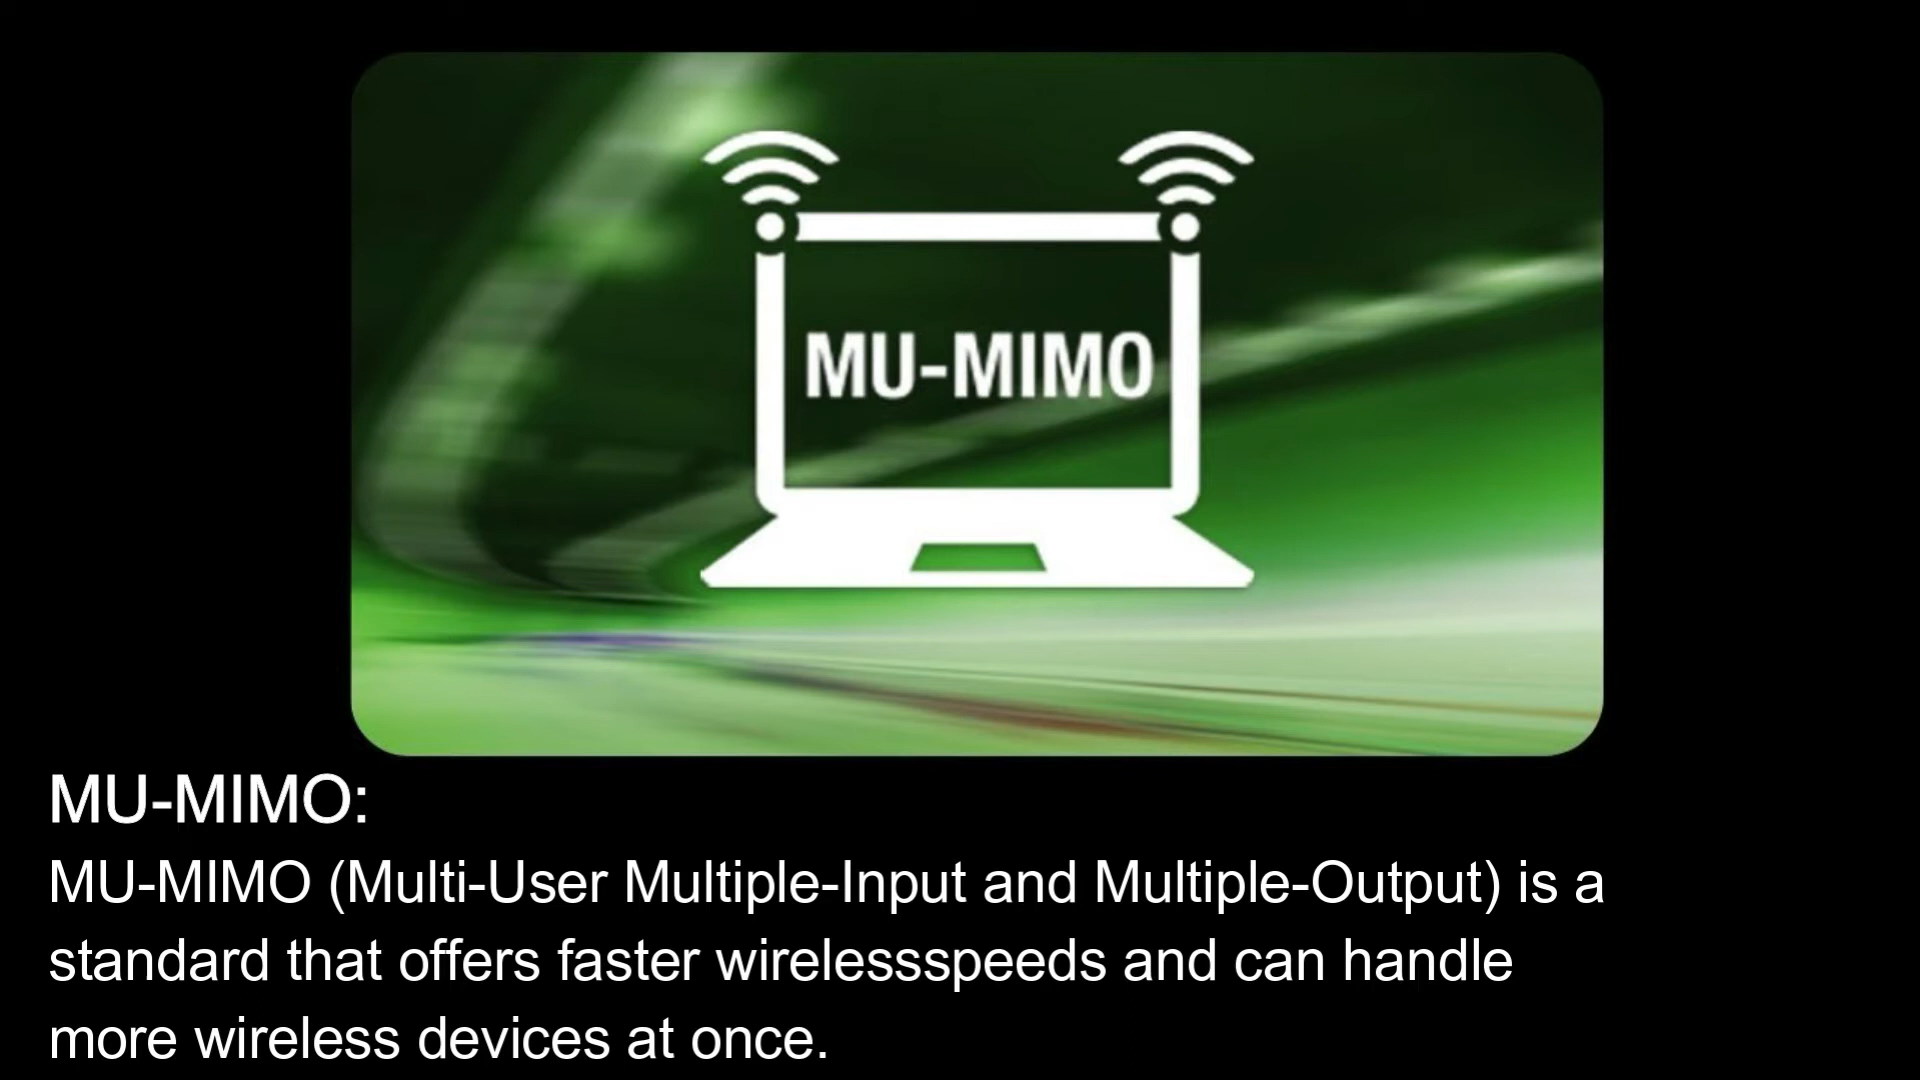 MU-MIMO
MU-MIMO:
MU-MIMO (Multi-User Multiple-Input and Multiple-Output) is a
standard that offers faster wirelessspeeds and can handle
more wireless devices at once.